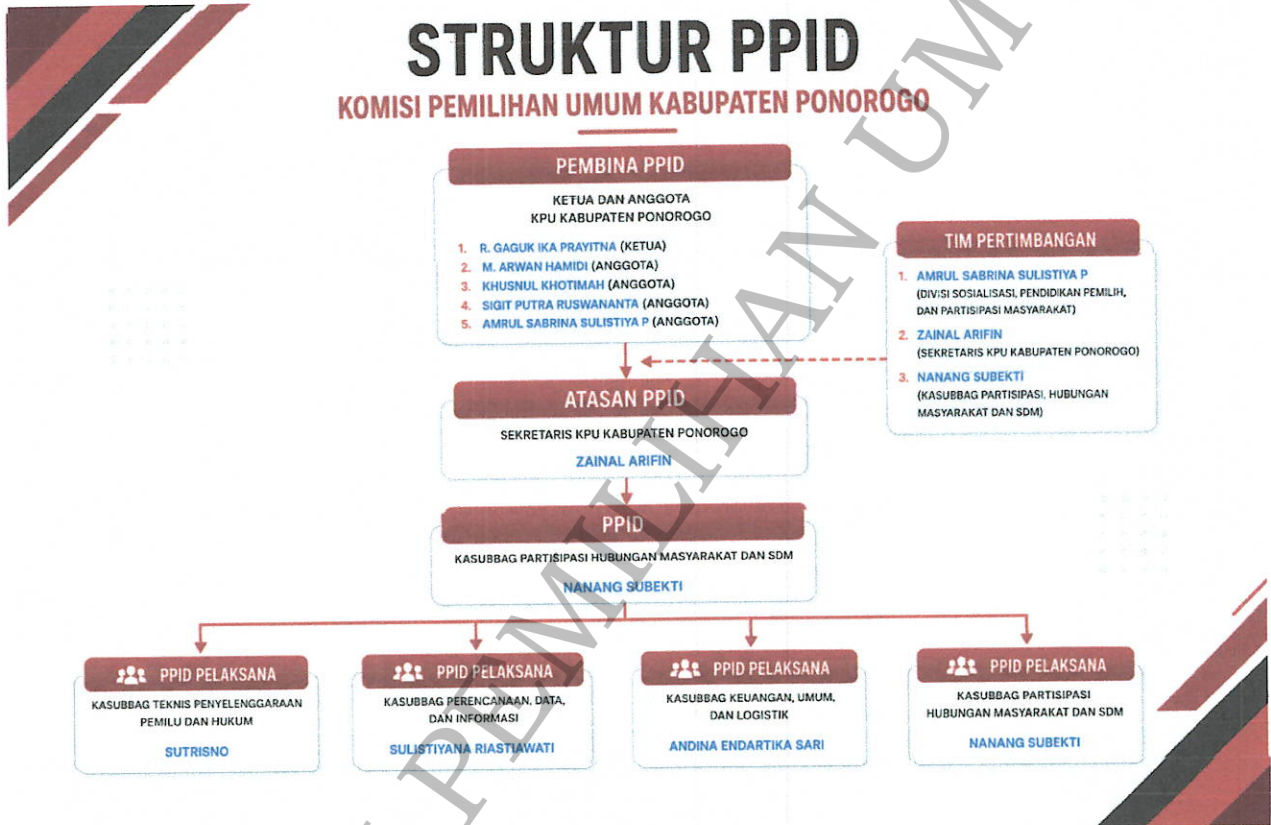 STRUKTUR PPID
KOMISI PEMILIHAN UMUM KABUPATEN PONOROGO
PEMBINA PPID
KETUA DAN ANGGOTA
KPU KABUPATEN PONOROGO
1. R. GAGUK IKA PRAYITNA (KETUA)
2. M. ARWAN HAMIDI (ANGGOTA)
3. KHUSNUL KHOTIMAH (ANGGOTA)
4. SIGIT PUTRA RUSWANANTA (ANGGOTA)
5. AMRUL SABRINA SULISTIYA P (ANGGOTA)
TIM PERTIMBANGAN
1. AMRUL SABRINA SULISTIYA P
(DIVISI SOSIALISASI, PENDIDIKAN PEMILIH,
DAN PARTISIPASI MASYARAKAT)
2. ZAINAL ARIFIN
(SEKRETARIS KPU KABUPATEN PONOROGO)
3. NANANG SUBEKTI
(KASUBBAG PARTISIPASI, HUBUNGAN
MASYARAKAT DAN SDM)
ATASAN PPID
SEKRETARIS KPU KABUPATEN PONOROGO
ZAINAL ARIFIN
PPID
KASUBBAG PARTISIPASI HUBUNGAN MASYARAKAT DAN SDM
NANANG SUBEKTI
PPID PELAKSANA
KASUBBAG TEKNIS PENYELENGGARAAN
PEMILU DAN HUKUM
SUTRISNO
PPID PELAKSANA
KASUBBAG PERENCANAAN, DATA,
DAN INFORMASI
SULISTIYANA RIASTIAWATI
PPID PELAKSANA
KASUBBAG KEUANGAN, UMUM,
DAN LOGISTIK
ANDINA ENDARTIKA SARI
PPID PELAKSANA
KASUBBAG PARTISIPASI
HUBUNGAN MASYARAKAT DAN SDM
NANANG SUBEKTI
PEMILIHAN UM